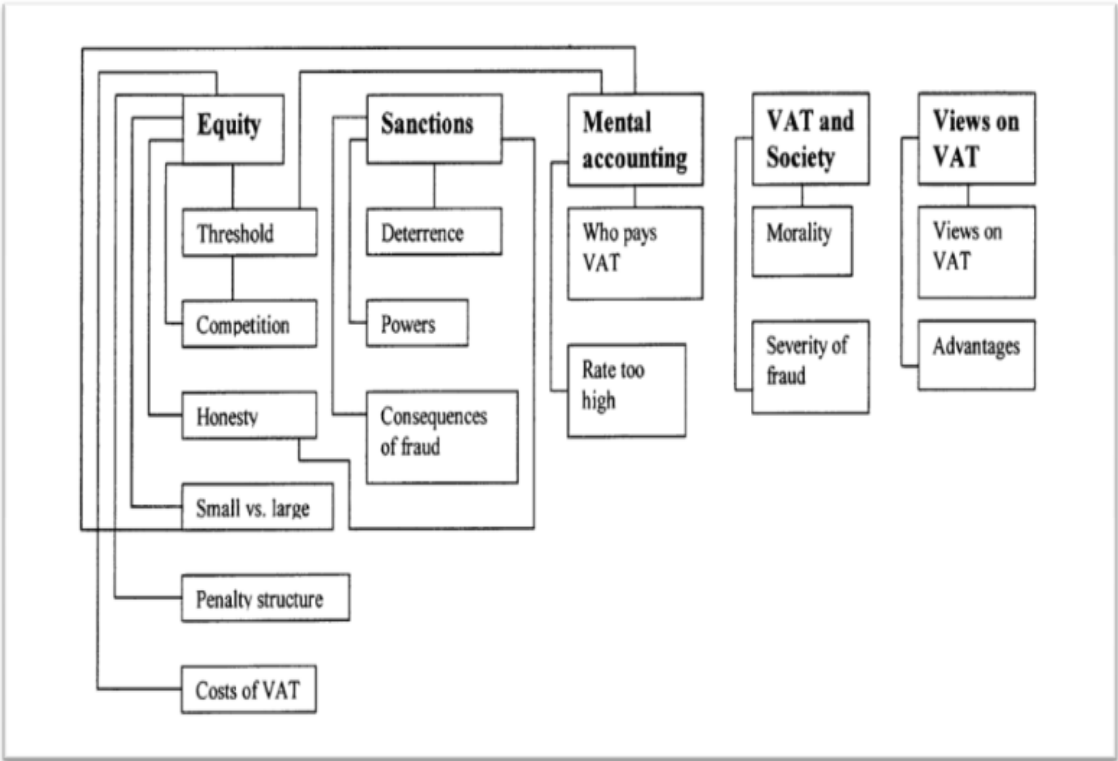 Equity
Threshold
Competition
Honesty
Small vs. large
Penalty structure
Costs of VAT
Sanctions
Deterrence
Powers
Consequences
of fraud
Mental
accounting
Who pays
VAT
Rate too
high
VAT and
Society
Morality
Severity of
fraud
Views on
VAT
Views on
VAT
Advantages